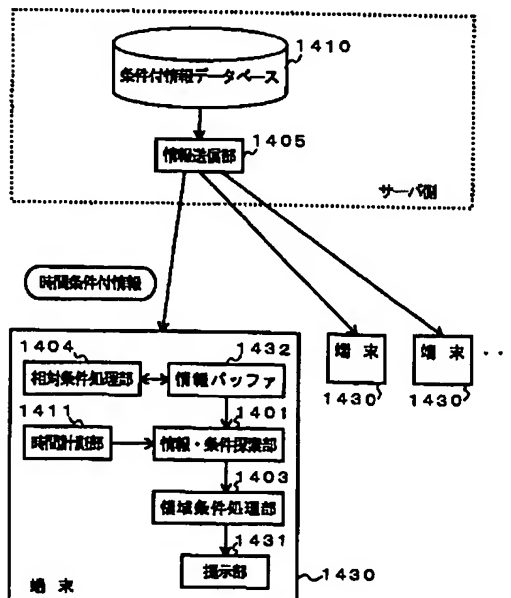 1410
条件付情報データベース
1405
情報送信部
サーバ側
時間条件付情報
1404
1432
相対条件処理部
情報バッファ
端末
端末
・・
1430
1430
1411
1401
時間計刻部
情報・条件探索部
1403
領域条件処理部
1431
提示部
1430
端末